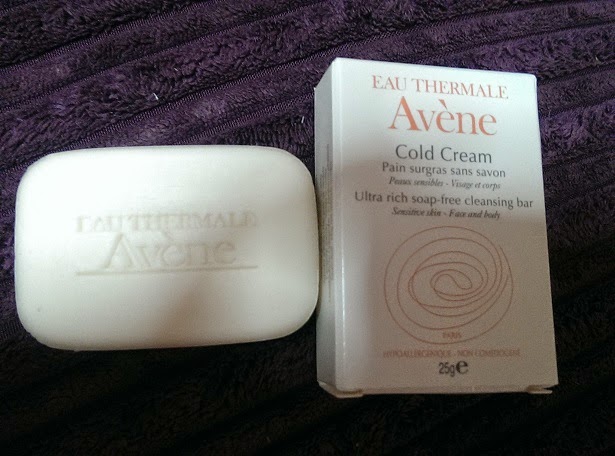 EAU THERMALE
Avène
EAU THERMALE
Avène
Cold Cream
Pain surgras sans savon
Peaux sensibles - Visage et corps
Ultra rich soap-free cleansing bar
Sensitive skin - Face and body
PARIS
HYPOALLERGÉNIQUE - NON COMÉDOGÈNE
25g℮